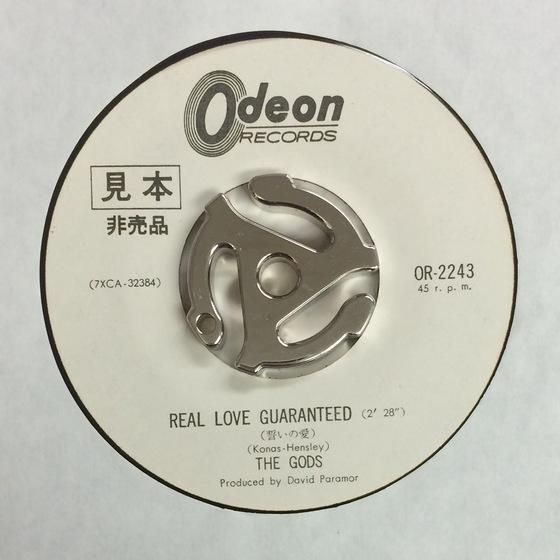 Odeon
RECORDS
見本
非売品
(7XCA-32384)
OR-2243
45 r. p. m.
REAL LOVE GUARANTEED (2' 28")
(誓いの愛)
(Konas-Hensley)
THE GODS
Produced by David Paramor